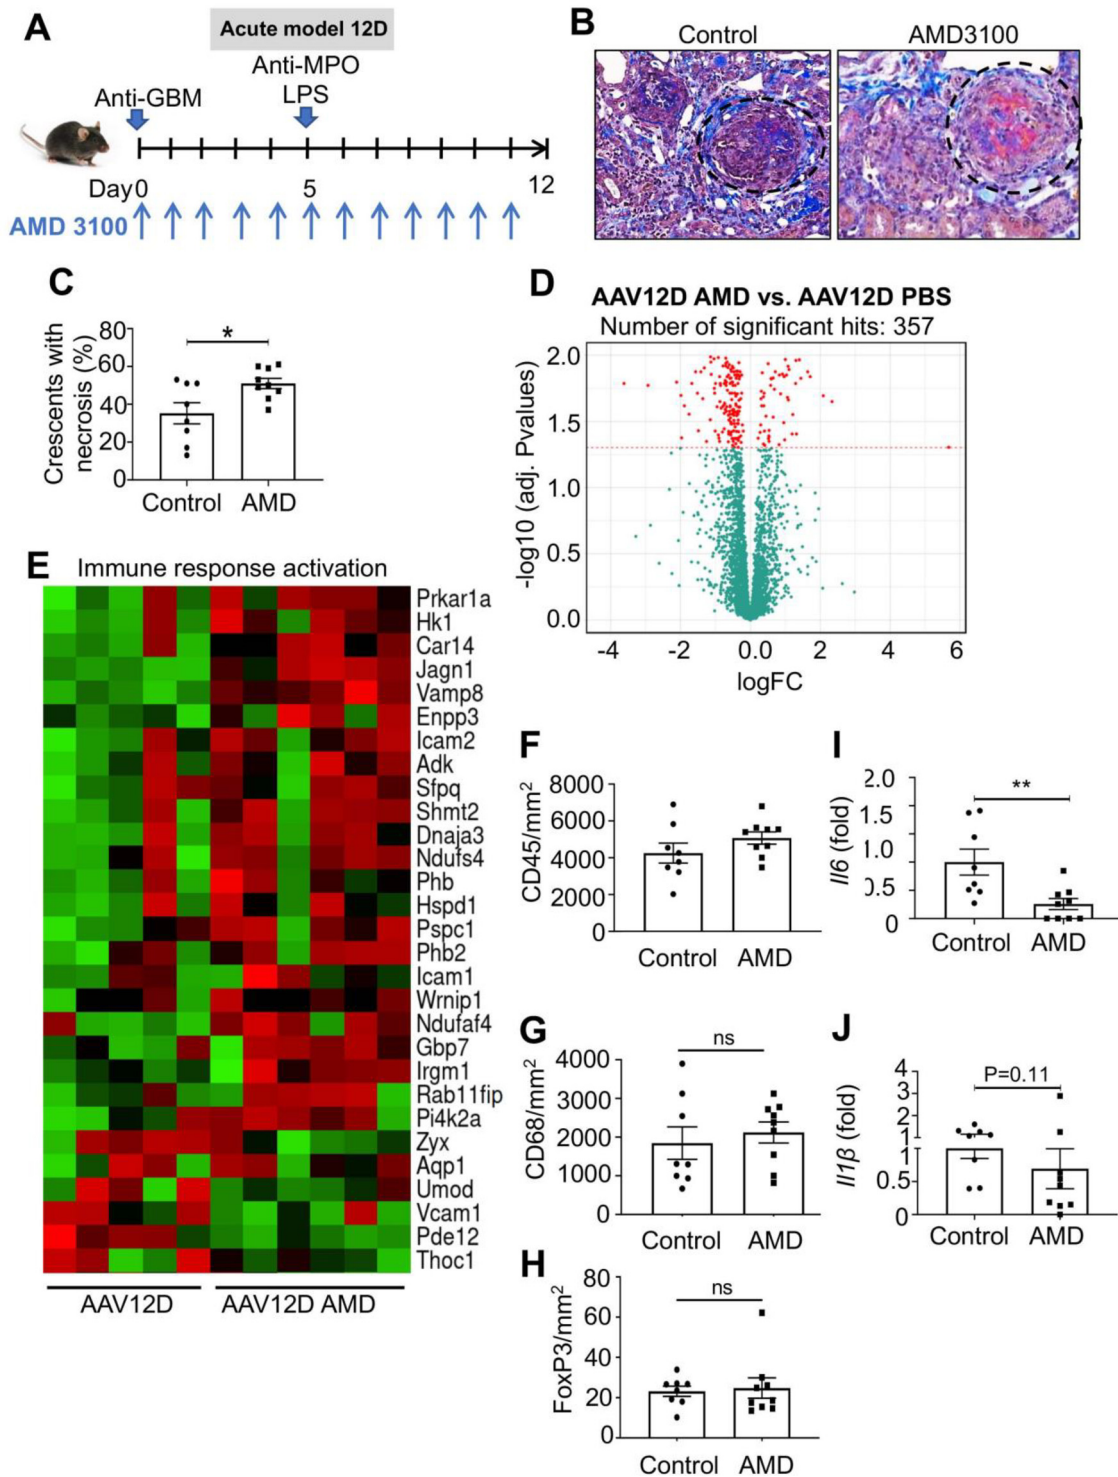 A
Acute model 12D
Anti-MPO
Anti-GBM
LPS
Day 0
5
12
AMD 3100
B
Control
AMD3100
C
Crescents with
necrosis (%)
80
60
40
20
0
*
Control
AMD
D
AAV12D AMD vs. AAV12D PBS
Number of significant hits: 357
-log10 (adj. Pvalues)
2.0
1.5
1.0
0.5
0.0
-4
-2
0.0
2
4
6
logFC
E
Immune response activation
Prkar1a
Hk1
Car14
Jagn1
Vamp8
Enpp3
Icam2
Adk
Sfpq
Shmt2
Dnaja3
Ndufs4
Phb
Hspd1
Pspc1
Phb2
Icam1
Wrnip1
Ndufaf4
Gbp7
Irgm1
Rab11fip
Pi4k2a
Zyx
Aqp1
Umod
Vcam1
Pde12
Thoc1
AAV12D
AAV12D AMD
F
CD45/mm²
8000
6000
4000
2000
0
Control
AMD
I
Il6 (fold)
2.0
1.5
1.0
0.5
0
**
Control
AMD
G
CD68/mm²
4000
3000
2000
1000
0
ns
Control
AMD
J
Il1β (fold)
4
3
2
1
1
0.5
0
P=0.11
Control
AMD
H
FoxP3/mm²
80
60
40
20
0
ns
Control
AMD